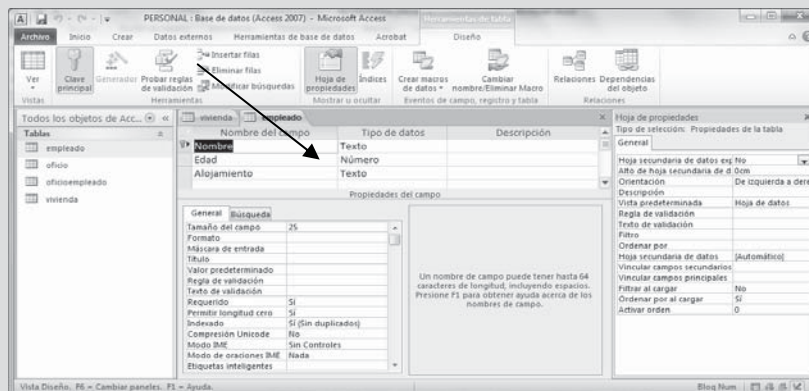 PERSONAL : Base de datos (Access 2007) - Microsoft Access
Herramientas de tabla
Archivo Inicio Crear Datos externos Herramientas de base de datos Acrobat Diseño
Ver
Clave principal
Generador
Probar reglas de validación
Insertar filas
Eliminar filas
Modificar búsquedas
Hoja de propiedades
Índices
Crear macros de datos
Cambiar nombre/Eliminar Macro
Relaciones
Dependencias del objeto
Vistas Herramientas Mostrar u ocultar Eventos de campo, registro y tabla Relaciones
Todos los objetos de Acc...
Tablas
empleado
oficio
oficioempleado
vivienda
vivienda empleado
Nombre del campo Tipo de datos Descripción
Nombre Texto
Edad Número
Alojamiento Texto
Propiedades del campo
General Búsqueda
Tamaño del campo 25
Formato
Máscara de entrada
Título
Valor predeterminado
Regla de validación
Texto de validación
Requerido Sí
Permitir longitud cero Sí
Indexado Sí (Sin duplicados)
Compresión Unicode No
Modo IME Sin Controles
Modo de oraciones IME Nada
Etiquetas inteligentes
Un nombre de campo puede tener hasta 64
caracteres de longitud, incluyendo espacios.
Presione F1 para obtener ayuda acerca de los
nombres de campo.
Hoja de propiedades
Tipo de selección: Propiedades de la tabla
General
Hoja secundaria de datos exp No
Alto de hoja secundaria de d 0cm
Orientación De izquierda a dere
Descripción
Vista predeterminada Hoja de datos
Regla de validación
Texto de validación
Filtro
Ordenar por
Hoja secundaria de datos [Automático]
Vincular campos secundarios
Vincular campos principales
Filtrar al cargar No
Ordenar por al cargar Sí
Activar orden 0
Vista Diseño. F6 = Cambiar paneles. F1 = Ayuda.
Bloq Num